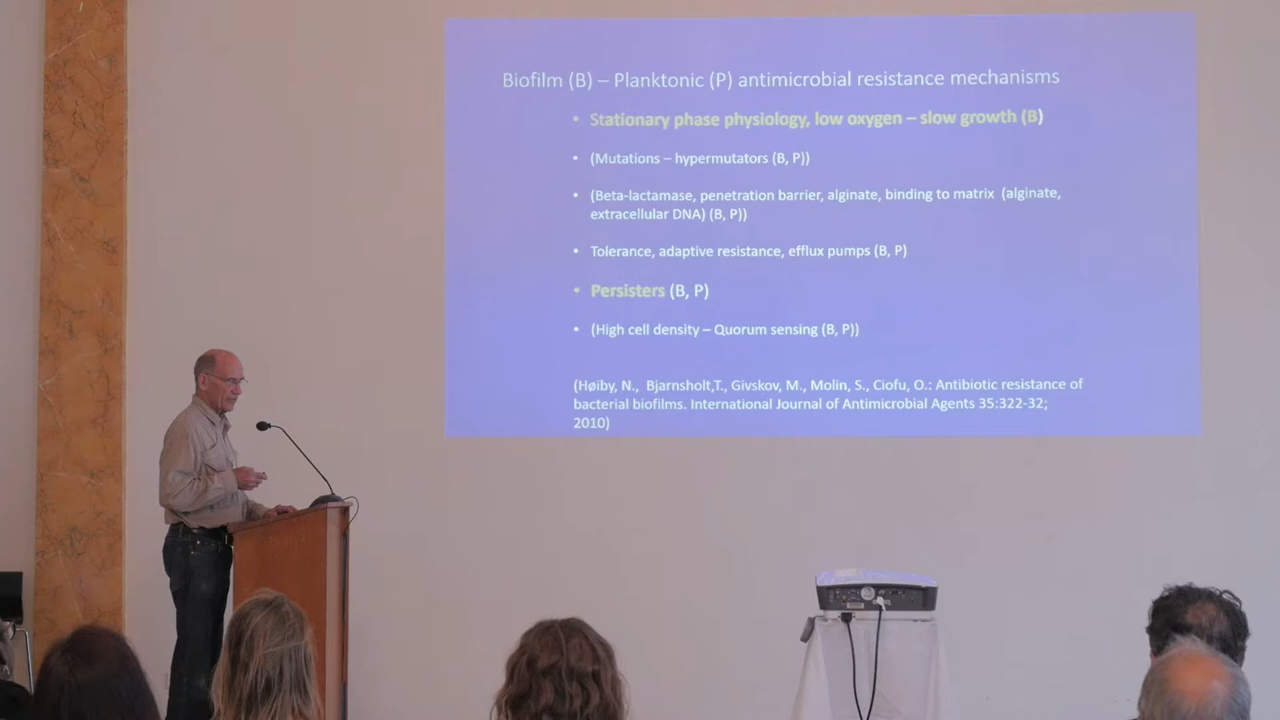 Biofilm (B) – Planktonic (P) antimicrobial resistance mechanisms
• Stationary phase physiology, low oxygen – slow growth (B)
• (Mutations – hypermutators (B, P))
• (Beta-lactamase, penetration barrier, alginate, binding to matrix (alginate,
extracellular DNA) (B, P))
• Tolerance, adaptive resistance, efflux pumps (B, P)
• Persisters (B, P)
• (High cell density – Quorum sensing (B, P))
(Høiby, N., Bjarnsholt,T., Givskov, M., Molin, S., Ciofu, O.: Antibiotic resistance of
bacterial biofilms. International Journal of Antimicrobial Agents 35:322-32;
2010)